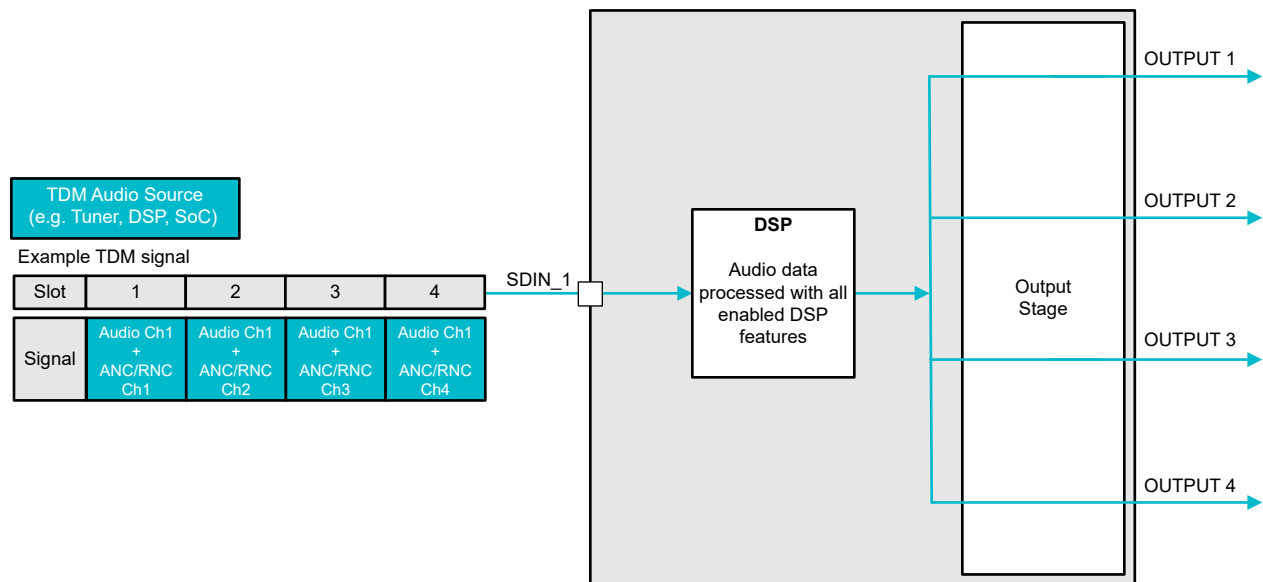 TDM Audio Source
(e.g. Tuner, DSP, SoC)
Example TDM signal
Slot 1 2 3 4
Signal
Audio Ch1
+
ANC/RNC
Ch1
Audio Ch1
+
ANC/RNC
Ch2
Audio Ch1
+
ANC/RNC
Ch3
Audio Ch1
+
ANC/RNC
Ch4
SDIN_1
DSP
Audio data
processed with all
enabled DSP
features
Output
Stage
OUTPUT 1
OUTPUT 2
OUTPUT 3
OUTPUT 4